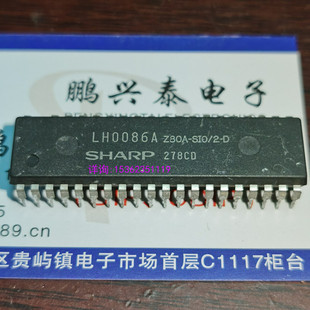 鹏兴泰电子
LH0086A Z80A-SIO/2-D
SHARP 278CD
5
89.cn
区贵屿镇电子市场首层C1117柜台